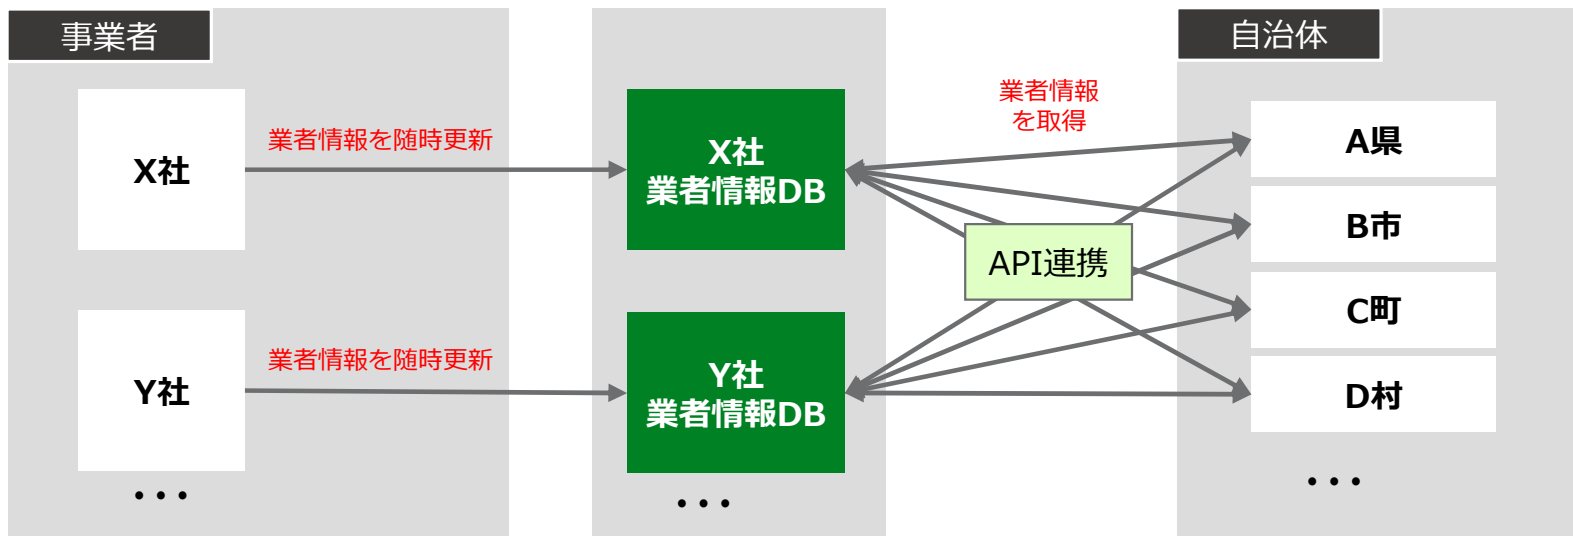 事業者
X社
業者情報を随時更新
Y社
業者情報を随時更新
・・・
X社
業者情報DB
Y社
業者情報DB
・・・
業者情報
を取得
API連携
自治体
A県
B市
C町
D村
・・・